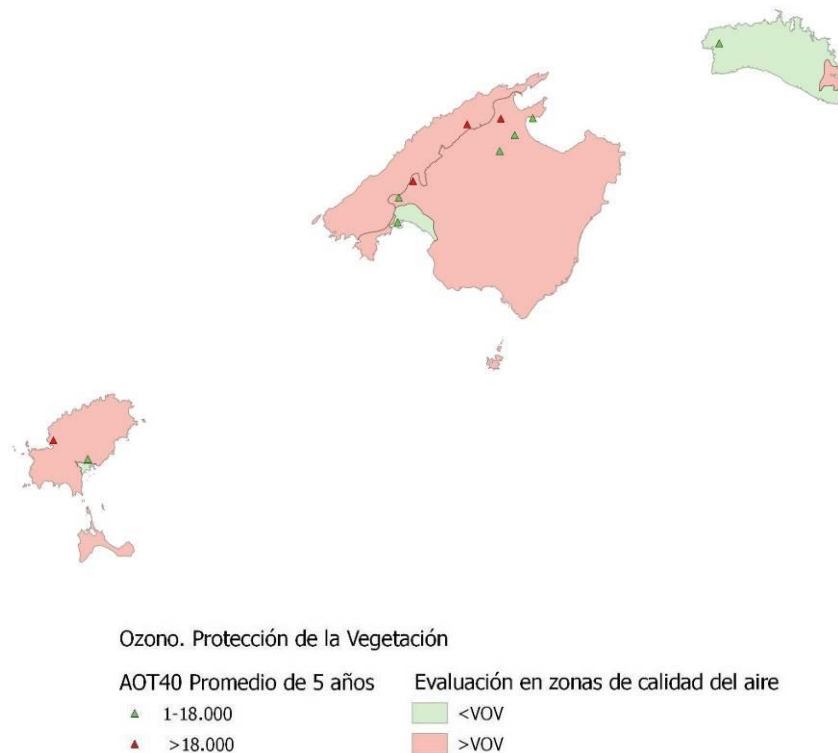 Ozono. Protección de la Vegetación
AOT40 Promedio de 5 años
1-18.000
>18.000
Evaluación en zonas de calidad del aire
<VOV
>VOV